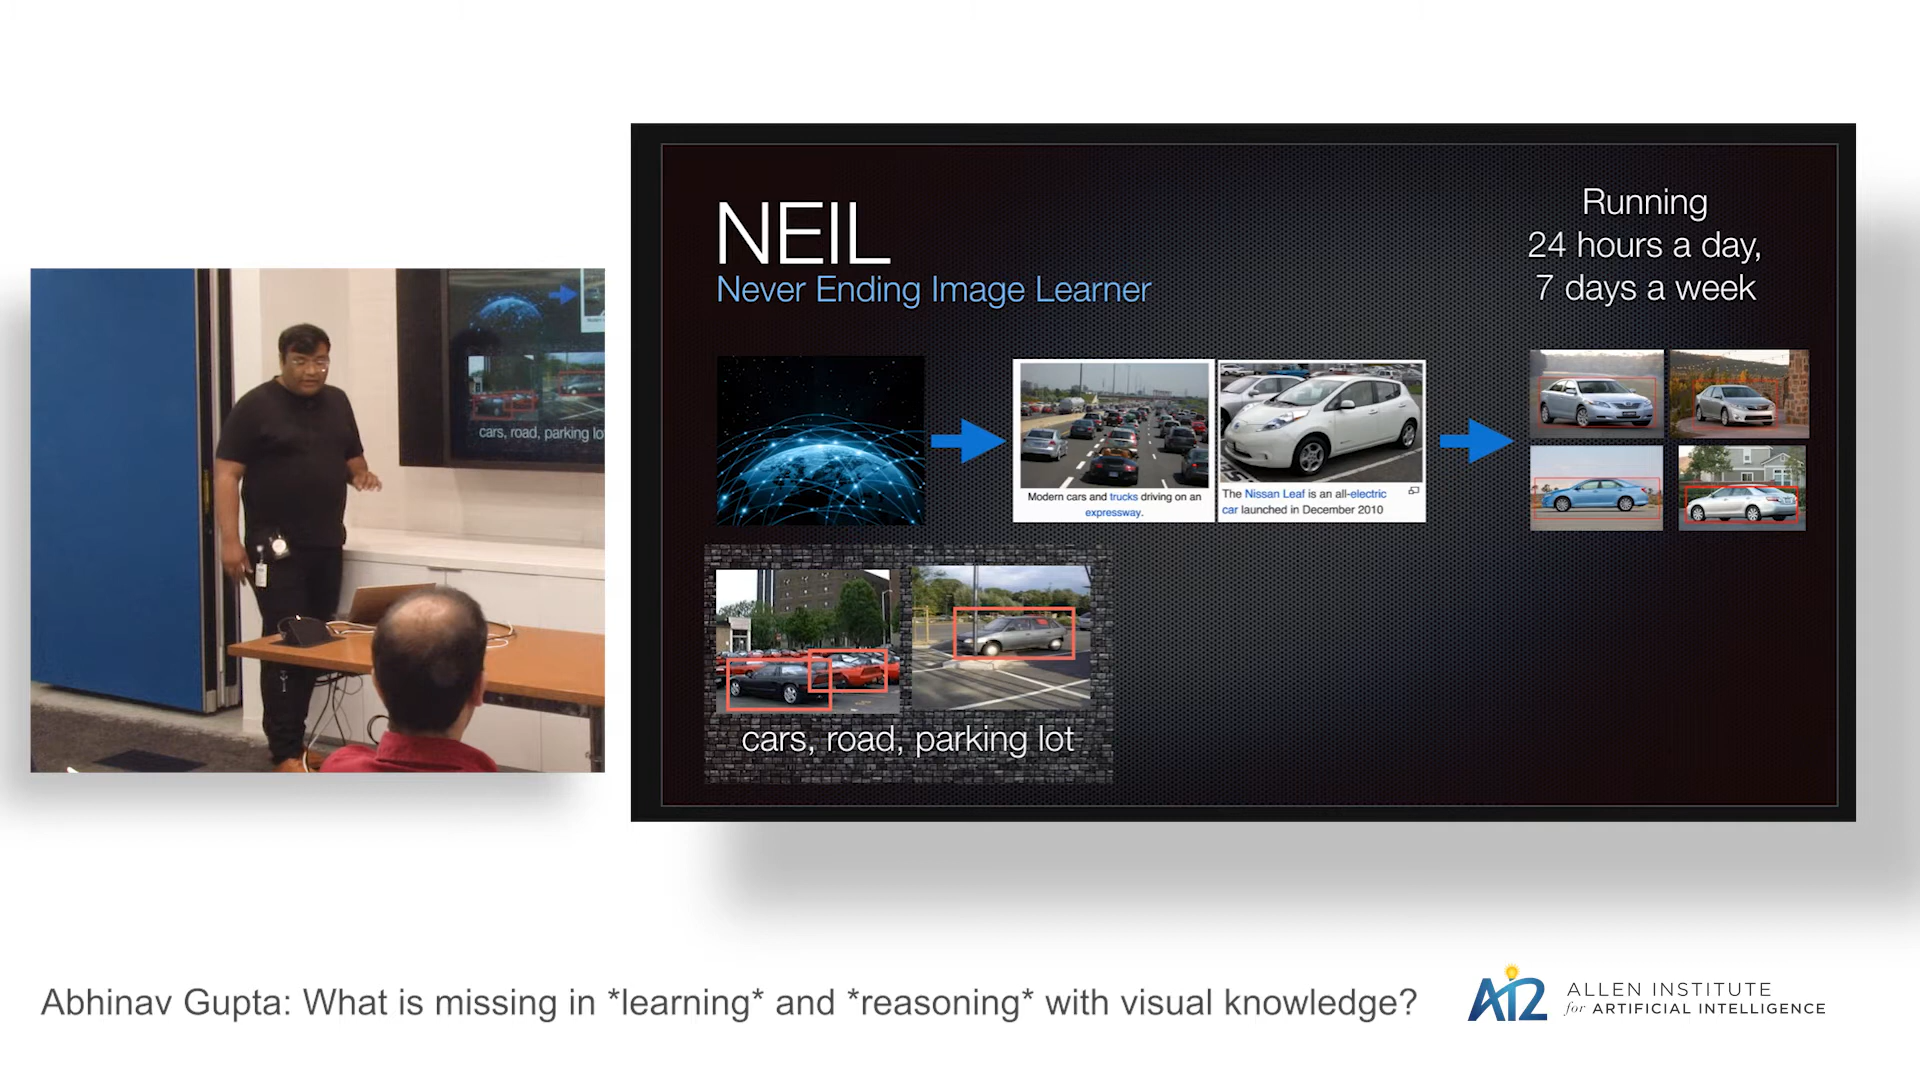 NEIL
Never Ending Image Learner
Running
24 hours a day,
7 days a week
Modern cars and trucks driving on an
expressway.
The Nissan Leaf is an all-electric
car launched in December 2010
cars, road, parking lot
cars, road, parking lo
Abhinav Gupta: What is missing in *learning* and *reasoning* with visual knowledge?
AI2
ALLEN INSTITUTE
for ARTIFICIAL INTELLIGENCE